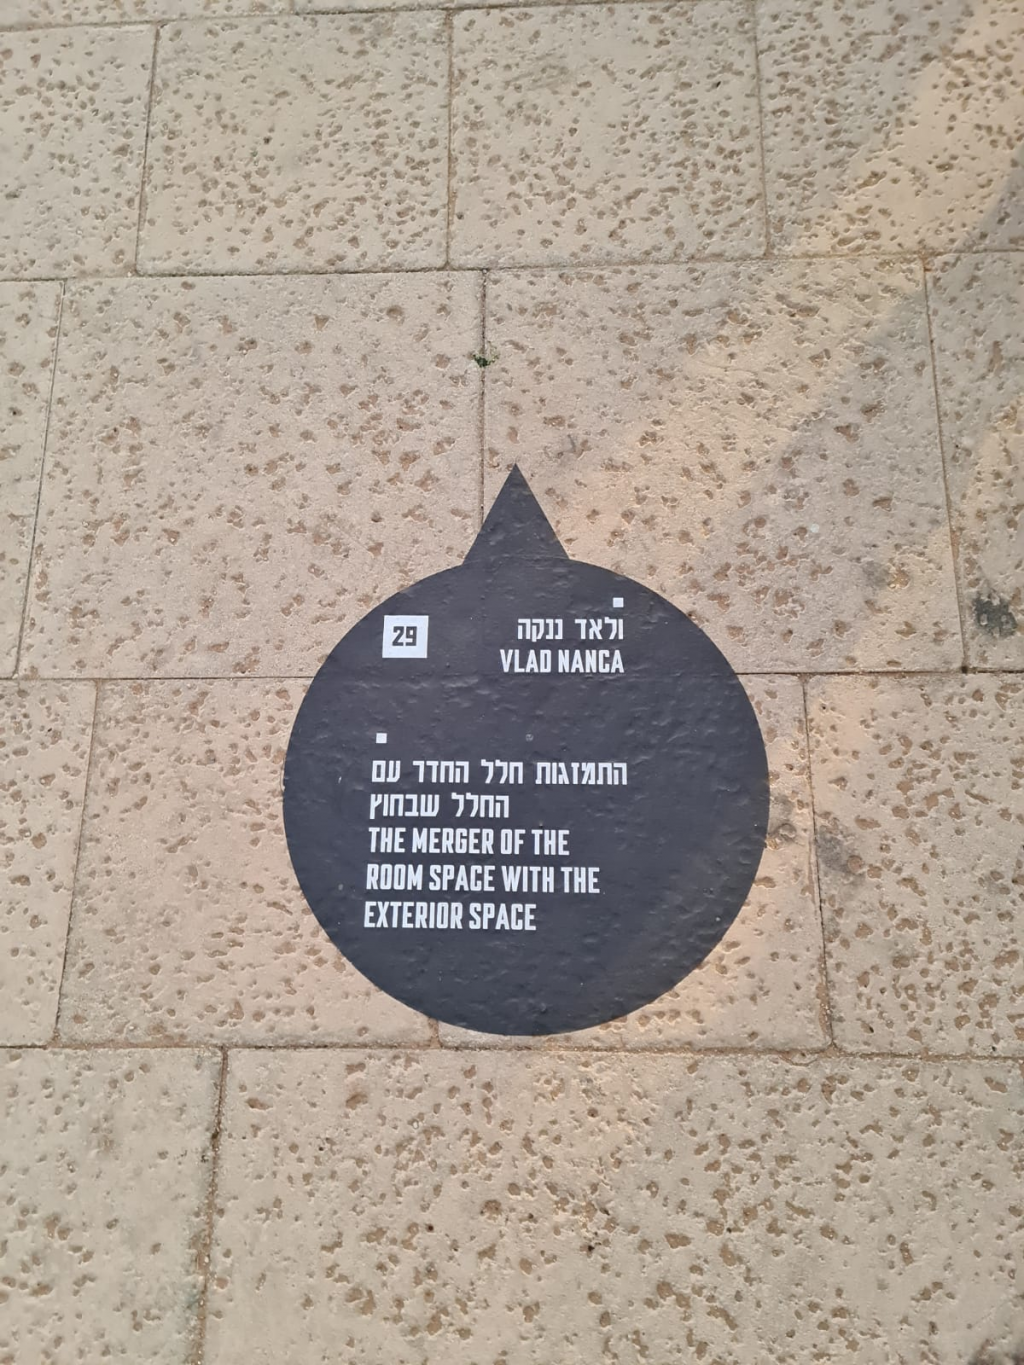 29
ולאד ננקה
VLAD NANCA
התמזגות חלל החדר עם
החלל שבחוץ
THE MERGER OF THE
ROOM SPACE WITH THE
EXTERIOR SPACE